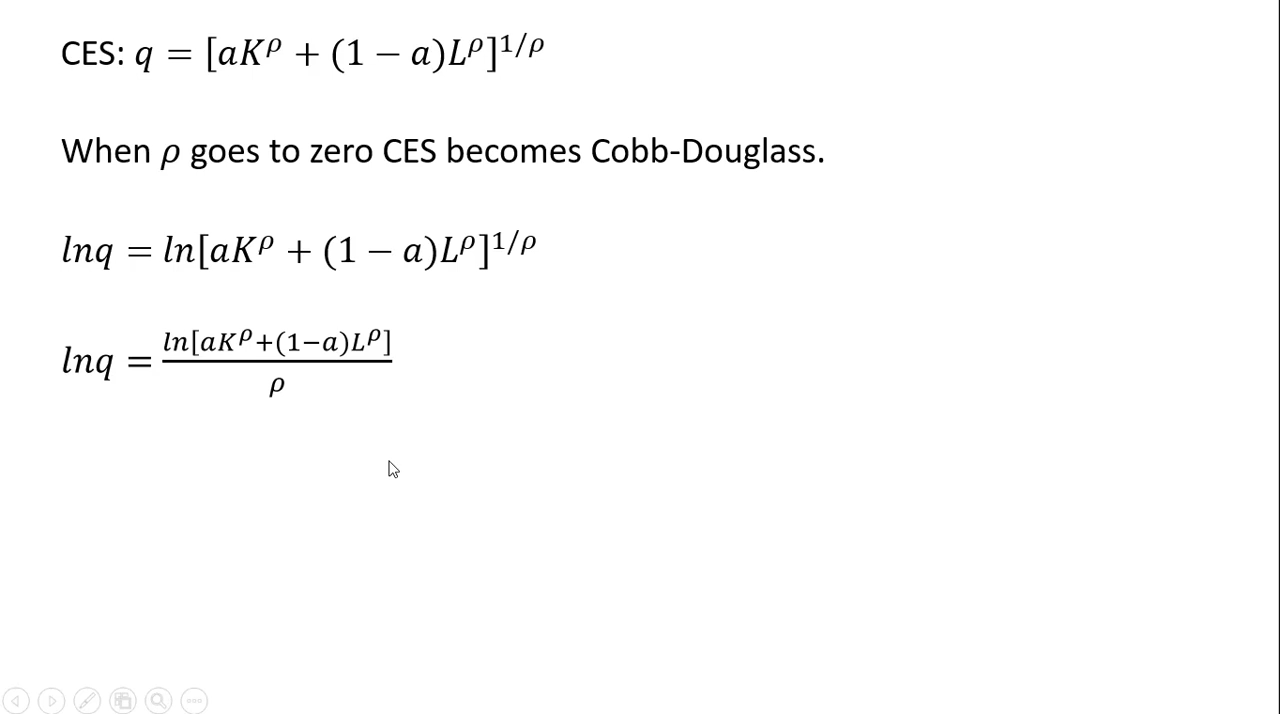 CES: q = [aK^ρ + (1 − a)L^ρ]^{1/ρ}
When ρ goes to zero CES becomes Cobb-Douglass.
lnq = ln[aK^ρ + (1 − a)L^ρ]^{1/ρ}
lnq = \frac{ln[aK^ρ+(1−a)L^ρ]}{ρ}